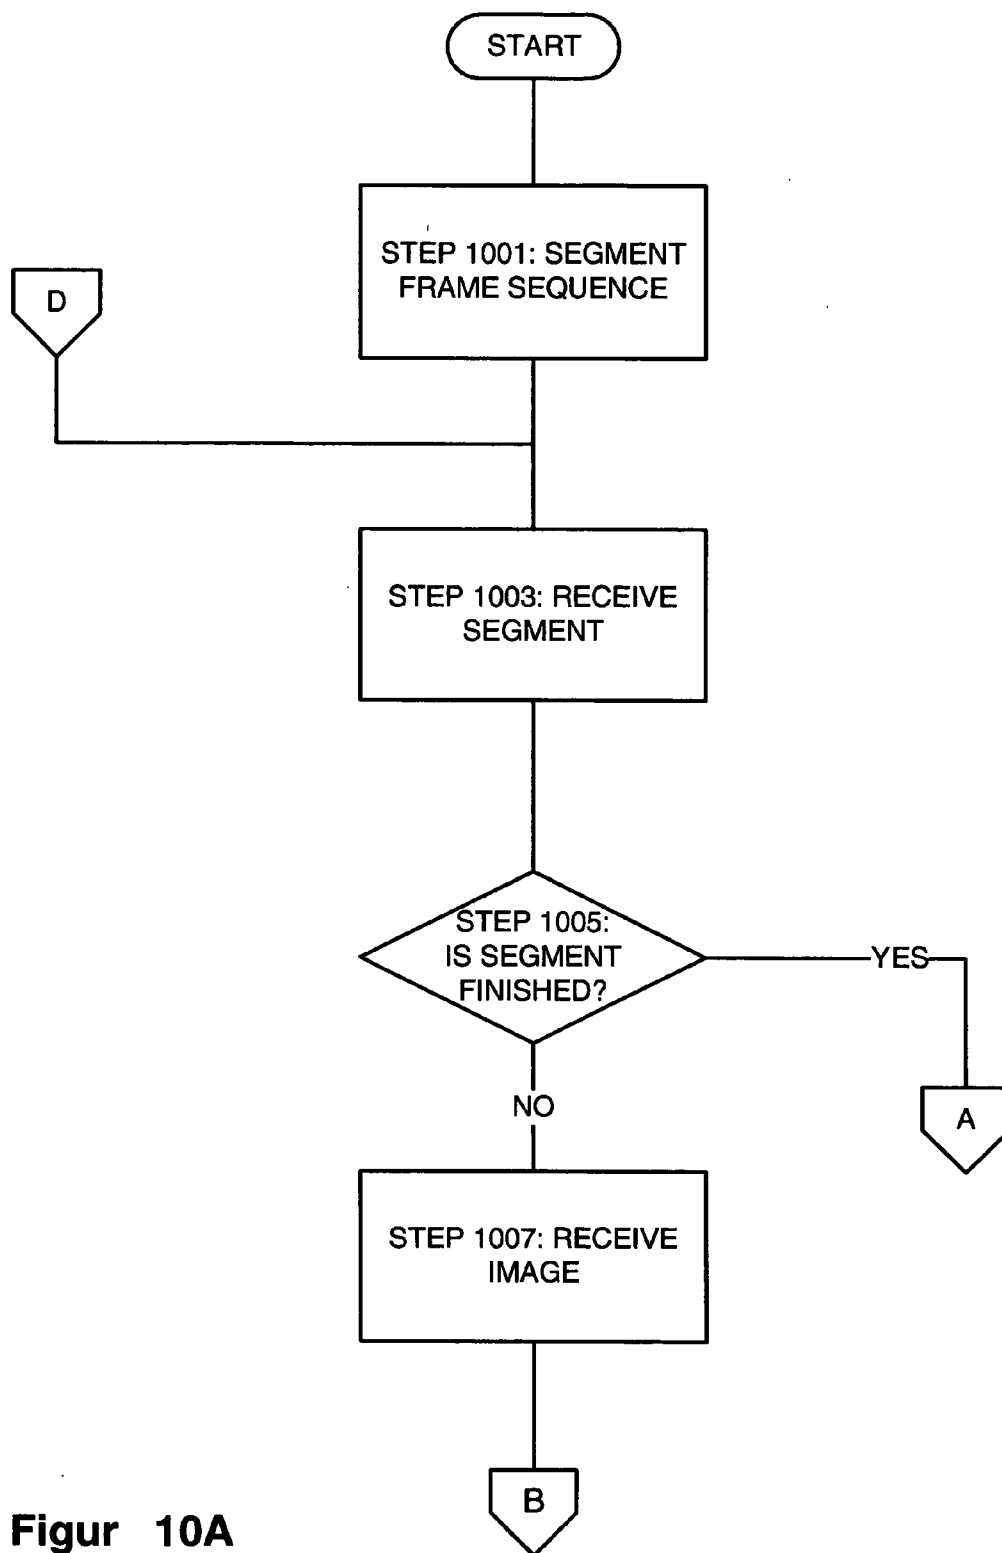 START
STEP 1001: SEGMENT
FRAME SEQUENCE
D
STEP 1003: RECEIVE
SEGMENT
STEP 1005:
IS SEGMENT
FINISHED?
YES
NO
A
STEP 1007: RECEIVE
IMAGE
B
Figur 10A